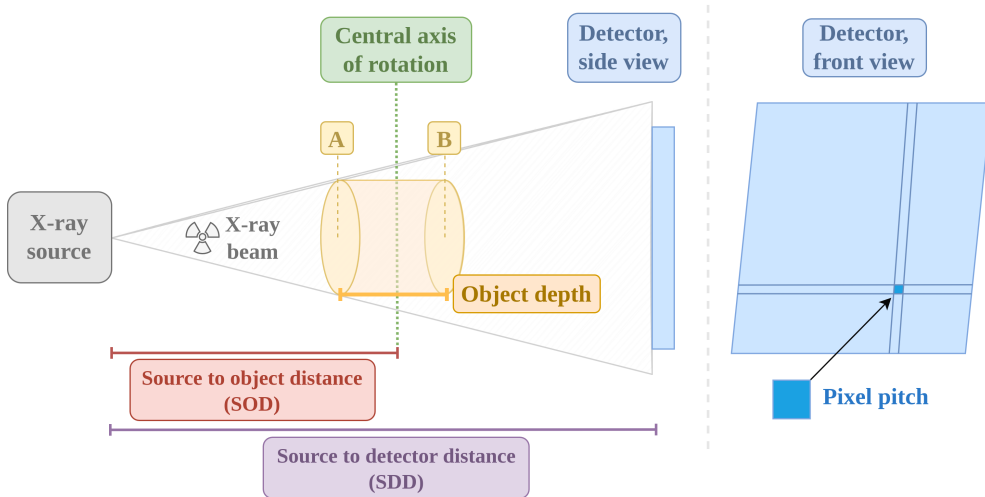 Central axis
of rotation
Detector,
side view
Detector,
front view
A
B
X-ray
source
X-ray
beam
Object depth
Source to object distance
(SOD)
Pixel pitch
Source to detector distance
(SDD)